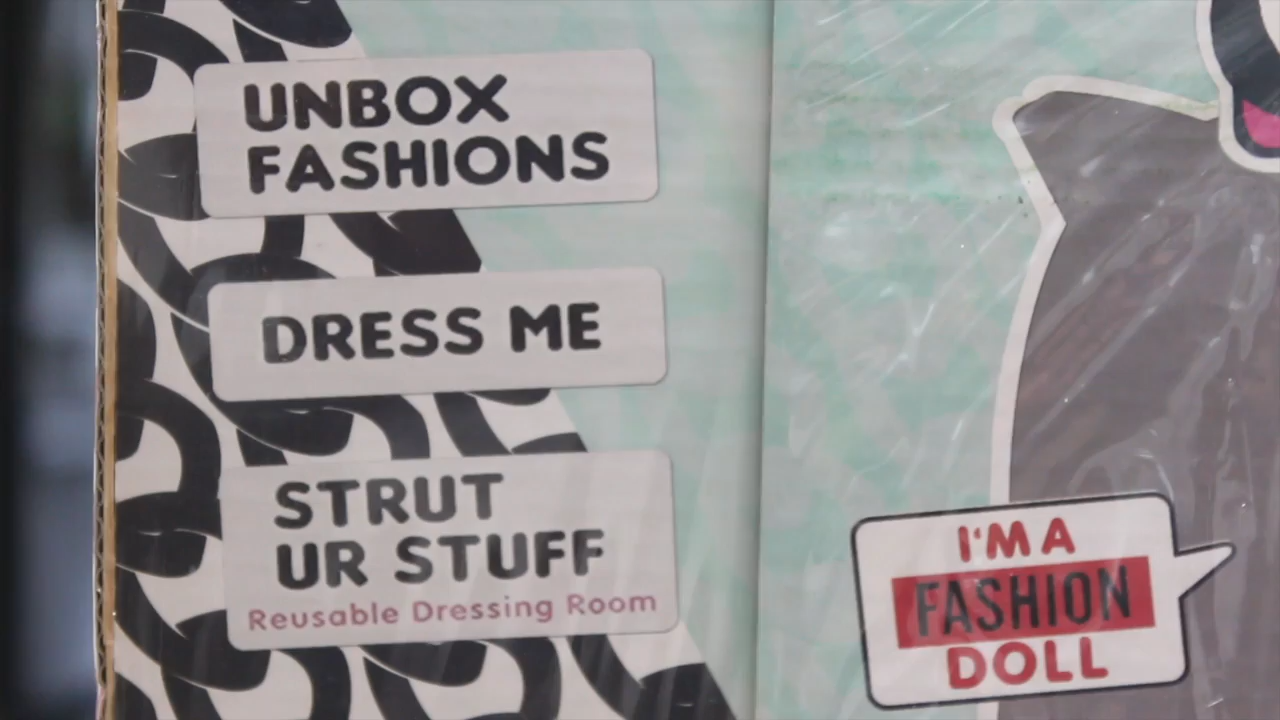 UNBOX
FASHIONS
DRESS ME
STRUT
UR STUFF
Reusable Dressing Room
I'M A
FASHION
DOLL